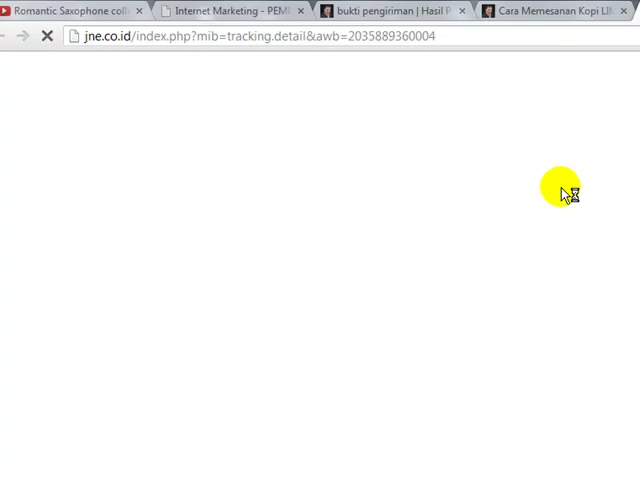 Romantic Saxophone coll
Internet Marketing - PEM
bukti pengiriman | Hasil P
Cara Memesanan Kopi LI
jne.co.id/index.php?mib=tracking.detail&awb=2035889360004